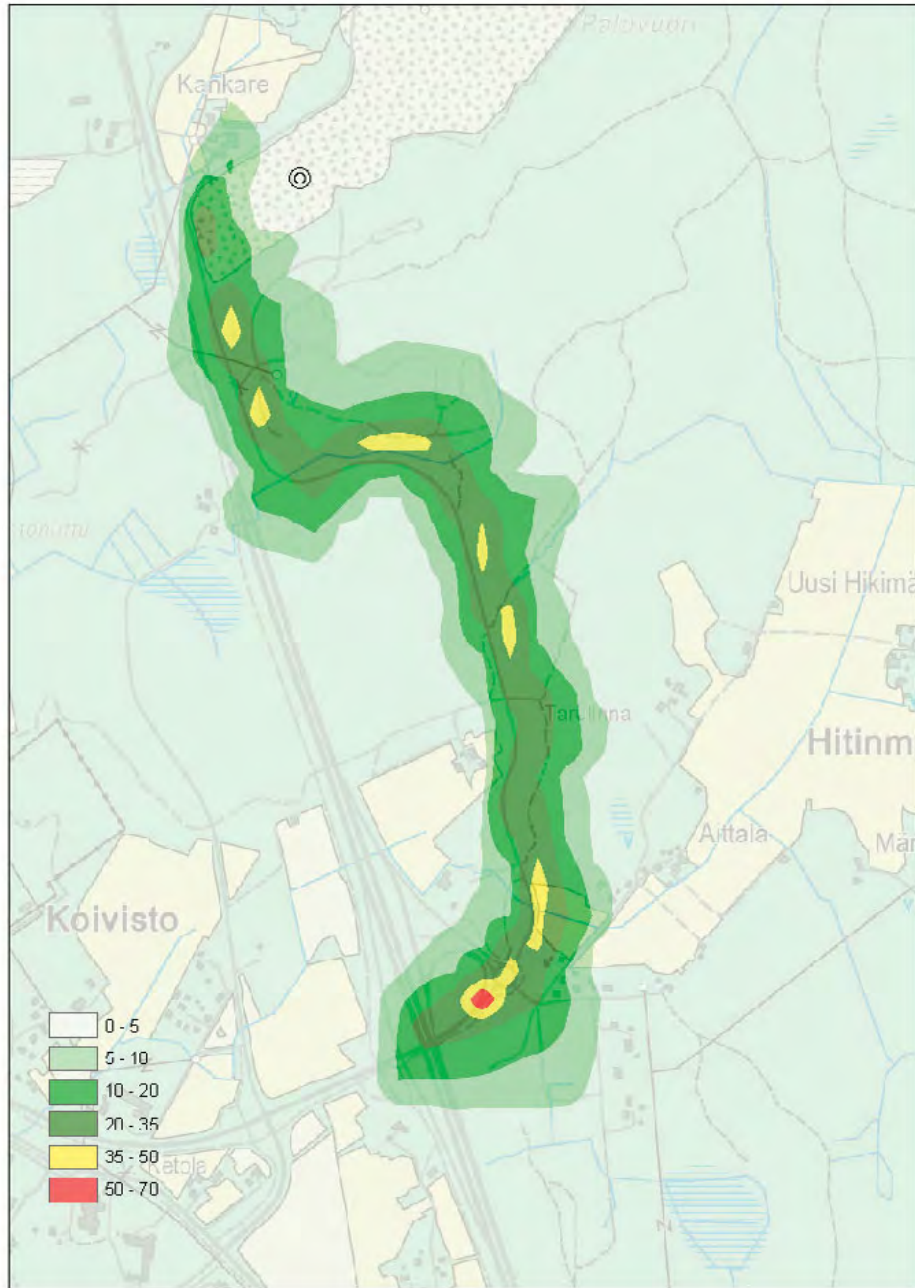 Palovuori
Kankare
Uusi Hikimä
Tarulinna
Hitinm
Aittala
Mär
Koivisto
0 - 5
5 - 10
10 - 20
20 - 35
35 - 50
Ketola
50 - 70